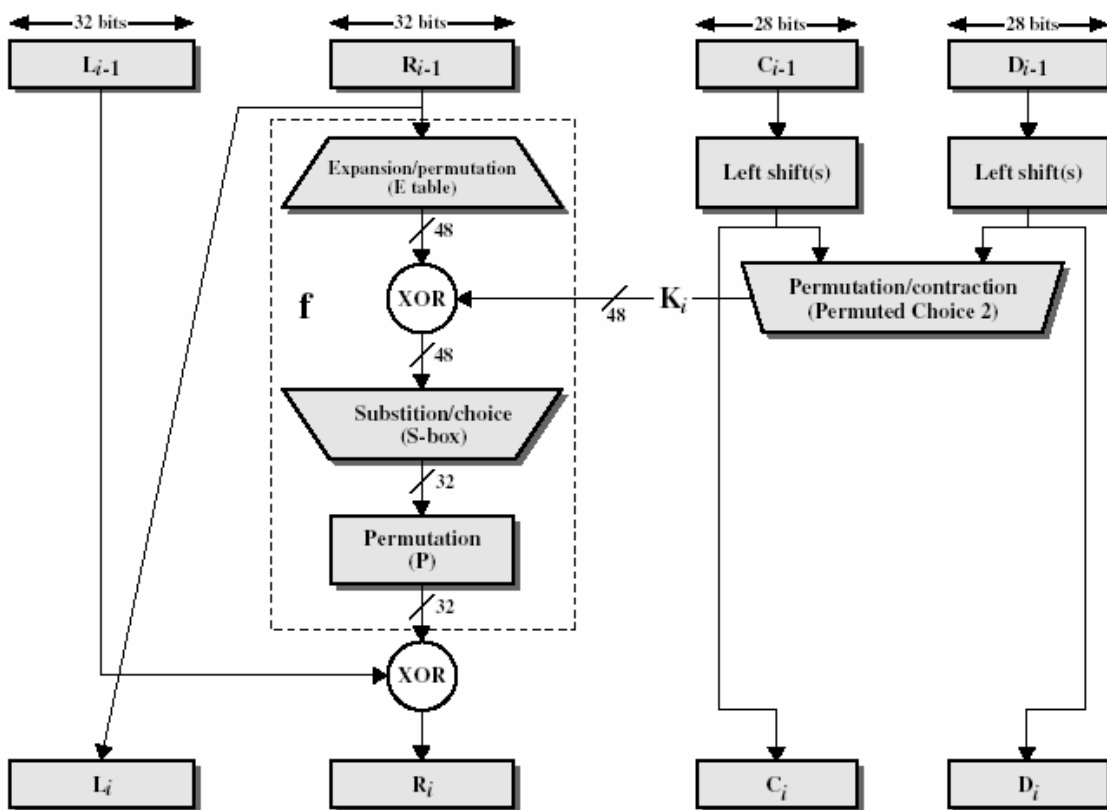 32 bits
32 bits
28 bits
28 bits
Li-1
Ri-1
Ci-1
Di-1
Expansion/permutation
(E table)
Left shift(s)
Left shift(s)
48
XOR
f
48
Ki
Permutation/contraction
(Permuted Choice 2)
48
Substition/choice
(S-box)
32
Permutation
(P)
32
XOR
Li
Ri
Ci
Di